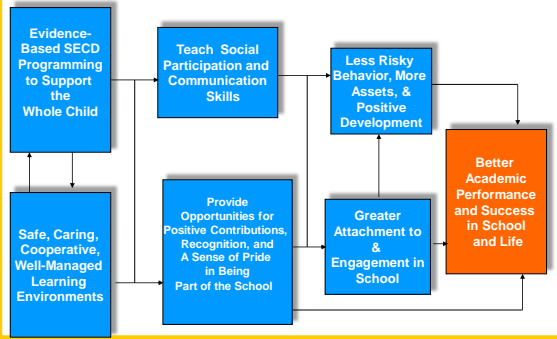 Evidence-
Based SECD
Programming
to Support
the
Whole Child
Teach Social
Participation and
Communication
Skills
Less Risky
Behavior, More
Assets, &
Positive
Development
Better
Academic
Performance
and Success
in School
and Life
Safe, Caring,
Cooperative,
Well-Managed
Learning
Environments
Provide
Opportunities for
Positive Contributions,
Recognition, and
A Sense of Pride
in Being
Part of the School
Greater
Attachment to
&
Engagement in
School